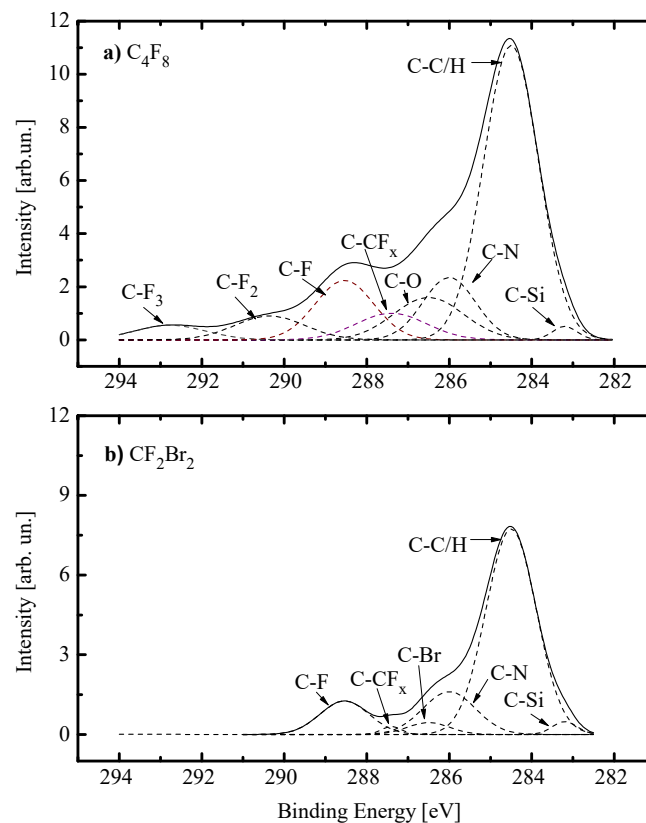 a) C₄F₈
12
10
8
6
4
2
0
Intensity [arb.un.]
C-C/H
C-CFₓ
C-F
C-O
C-N
C-F₂
C-F₃
C-Si
294 292 290 288 286 284 282
b) CF₂Br₂
12
9
6
3
0
Intensity [arb. un.]
C-C/H
C-Br
C-CFₓ
C-F
C-N
C-Si
294 292 290 288 286 284 282
Binding Energy [eV]